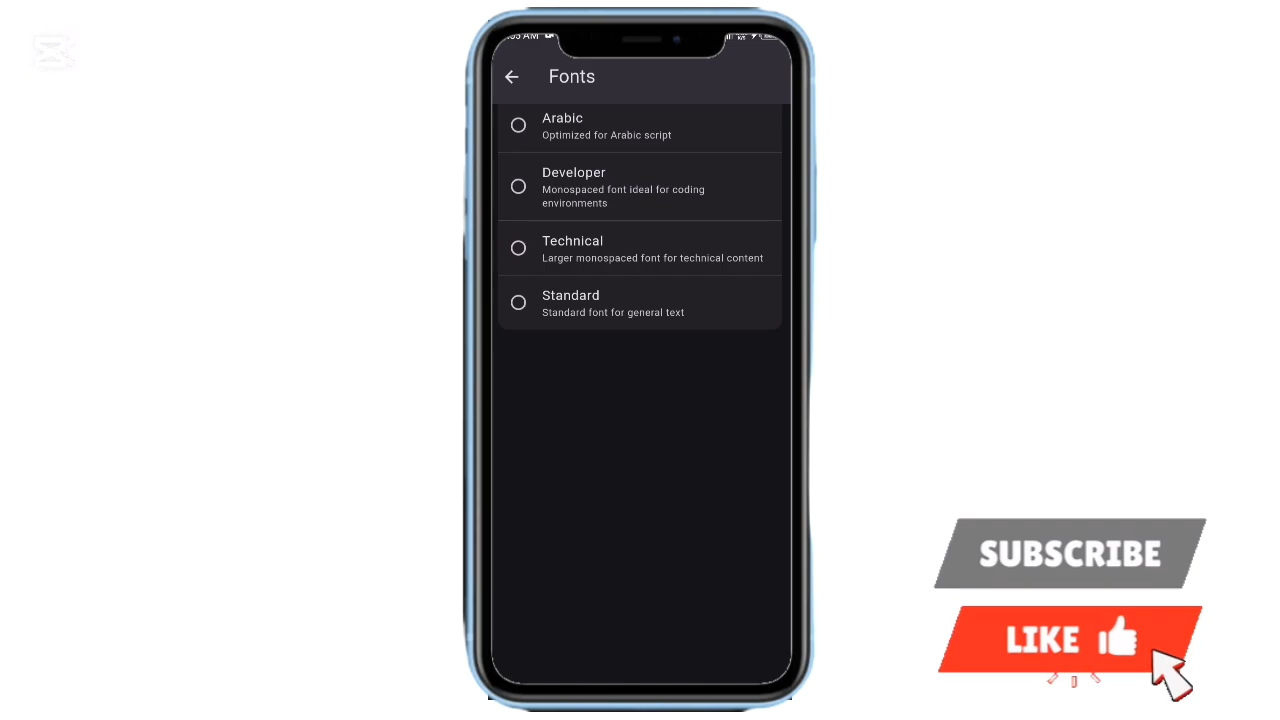 Fonts
Arabic
Optimized for Arabic script
Developer
Monospaced font ideal for coding
environments
Technical
Larger monospaced font for technical content
Standard
Standard font for general text
SUBSCRIBE
LIKE